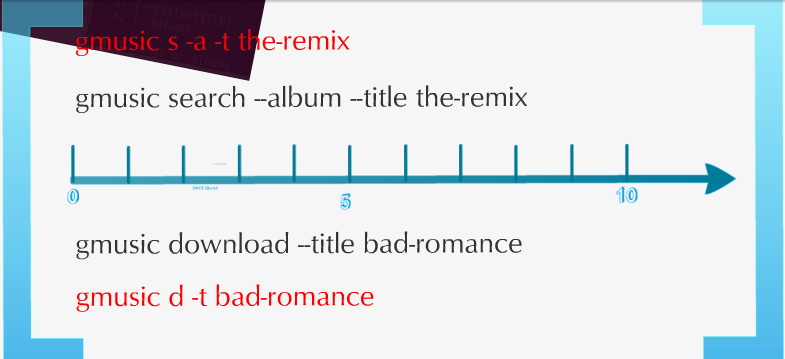 gmusic s -a -t the-remix
gmusic search --album --title the-remix
0 5 10
gmusic download --title bad-romance
gmusic d -t bad-romance